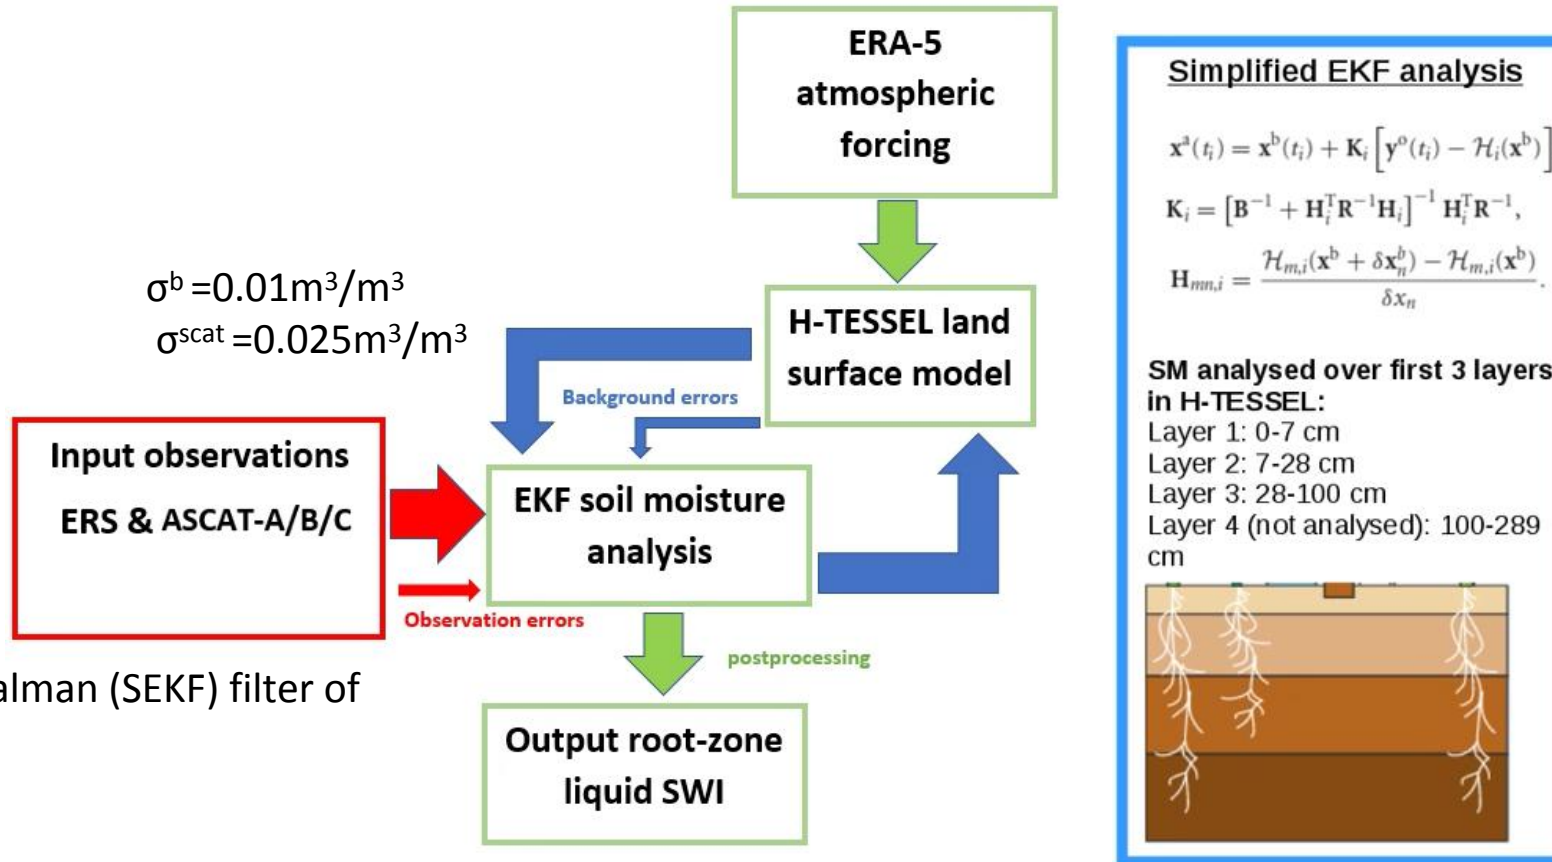 ERA-5
atmospheric
forcing
σᵇ =0.01m³/m³
σˢᶜᵃᵗ =0.025m³/m³
H-TESSEL land
surface model
Background errors
Input observations
ERS & ASCAT-A/B/C
EKF soil moisture
analysis
Observation errors
postprocessing
alman (SEKF) filter of
Output root-zone
liquid SWI
Simplified EKF analysis
xᵃ(tᵢ) = xᵇ(tᵢ) + Kᵢ [yᵒ(tᵢ) − ℋᵢ(xᵇ)]
Kᵢ = [B⁻¹ + HᵢᵀR⁻¹Hᵢ]⁻¹ HᵢᵀR⁻¹,
Hₘₙ,ᵢ = (ℋₘ,ᵢ(xᵇ + δxₙᵇ) − ℋₘ,ᵢ(xᵇ)) / δxₙ.
SM analysed over first 3 layers
in H-TESSEL:
Layer 1: 0-7 cm
Layer 2: 7-28 cm
Layer 3: 28-100 cm
Layer 4 (not analysed): 100-289
cm